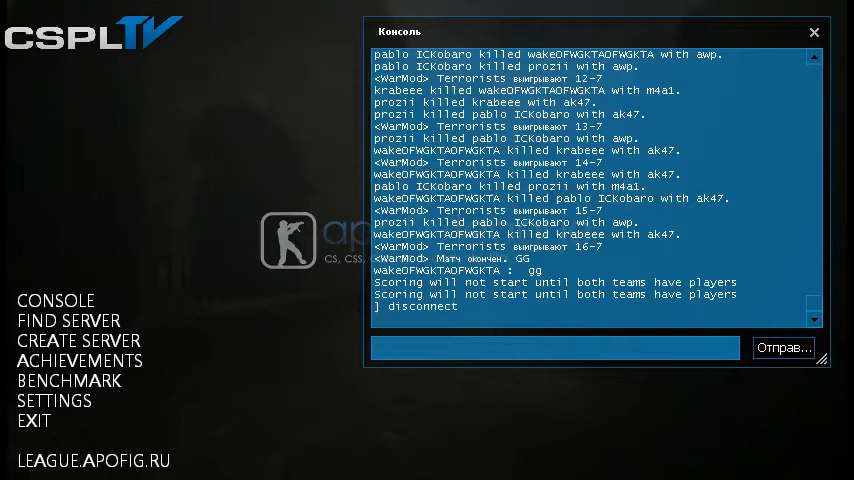 CSPLTV
Консоль
pablo ICKobaro killed wakeOFWGKTAOFWGKTA with awp.
pablo ICKobaro killed prozii with awp.
<WarMod> Terrorists выигрывают 12-7
krabeee killed wakeOFWGKTAOFWGKTA with m4a1.
prozii killed krabeee with ak47.
prozii killed pablo ICKobaro with ak47.
<WarMod> Terrorists выигрывают 13-7
prozii killed pablo ICKobaro with awp.
wakeOFWGKTAOFWGKTA killed krabeee with ak47.
<WarMod> Terrorists выигрывают 14-7
wakeOFWGKTAOFWGKTA killed krabeee with ak47.
pablo ICKobaro killed prozii with m4a1.
wakeOFWGKTAOFWGKTA killed pablo ICKobaro with ak47.
<WarMod> Terrorists выигрывают 15-7
prozii killed pablo ICKobaro with awp.
wakeOFWGKTAOFWGKTA killed krabeee with ak47.
<WarMod> Terrorists выигрывают 16-7
<WarMod> Матч окончен. GG
wakeOFWGKTAOFWGKTA : gg
Scoring will not start until both teams have players
Scoring will not start until both teams have players
] disconnect
Отправ...
CS, CSS,
CONSOLE
FIND SERVER
CREATE SERVER
ACHIEVEMENTS
BENCHMARK
SETTINGS
EXIT
LEAGUE.APOFIG.RU